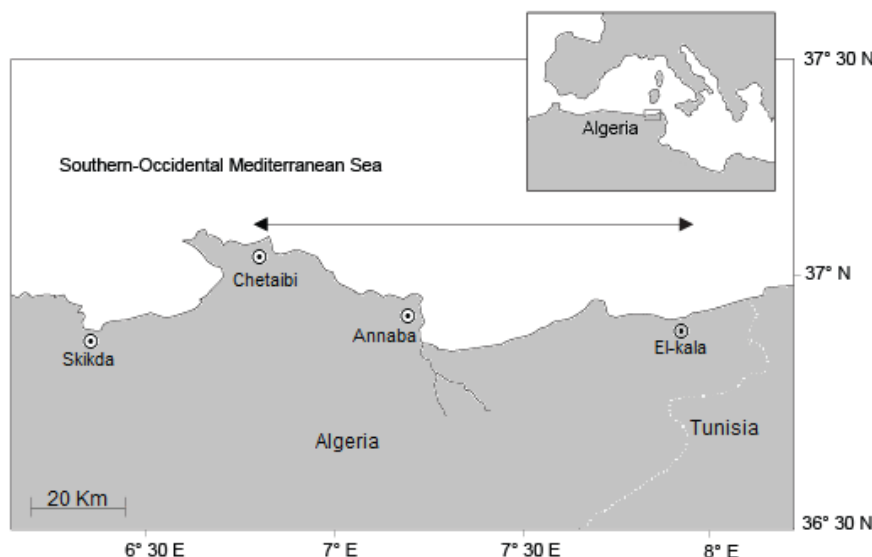 37° 30 N
Algeria
Southern-Occidental Mediterranean Sea
Chetaibi
37° N
Annaba
Skikda
El-kala
Algeria
Tunisia
20 Km
36° 30 N
6° 30 E
7° E
7° 30 E
8° E